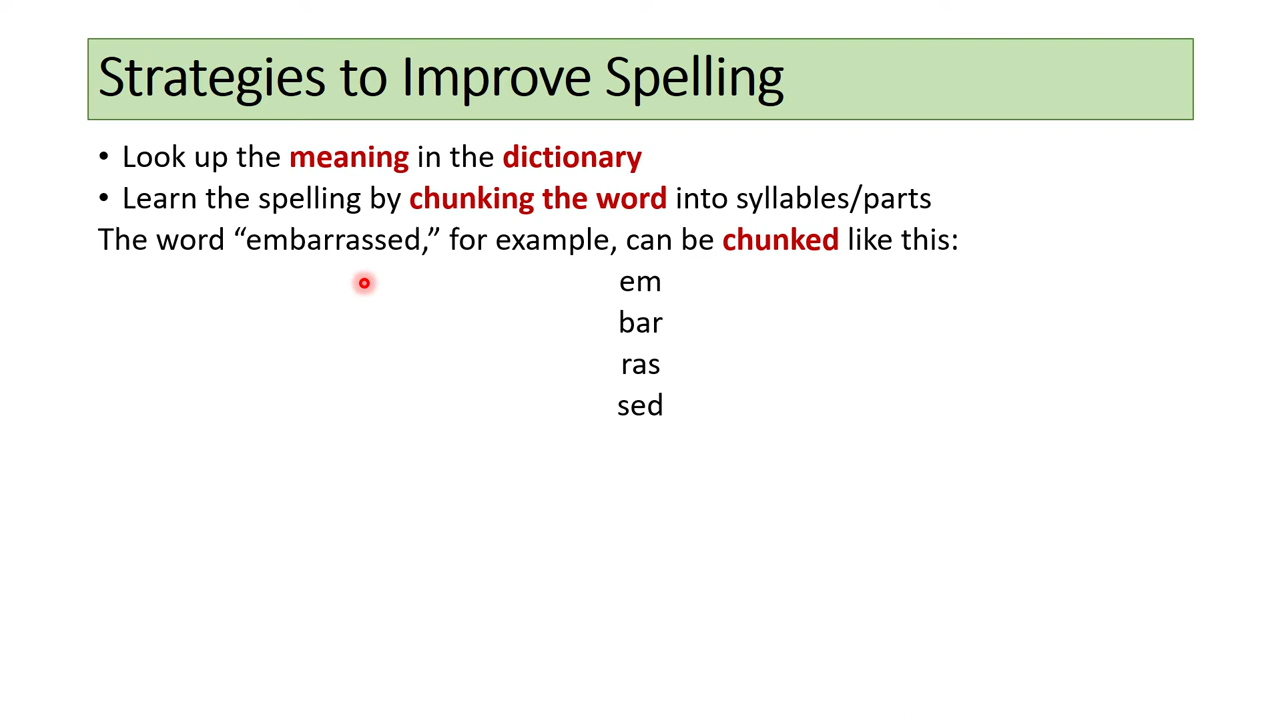 Strategies to Improve Spelling
• Look up the meaning in the dictionary
• Learn the spelling by chunking the word into syllables/parts
The word “embarrassed,” for example, can be chunked like this:
em
bar
ras
sed